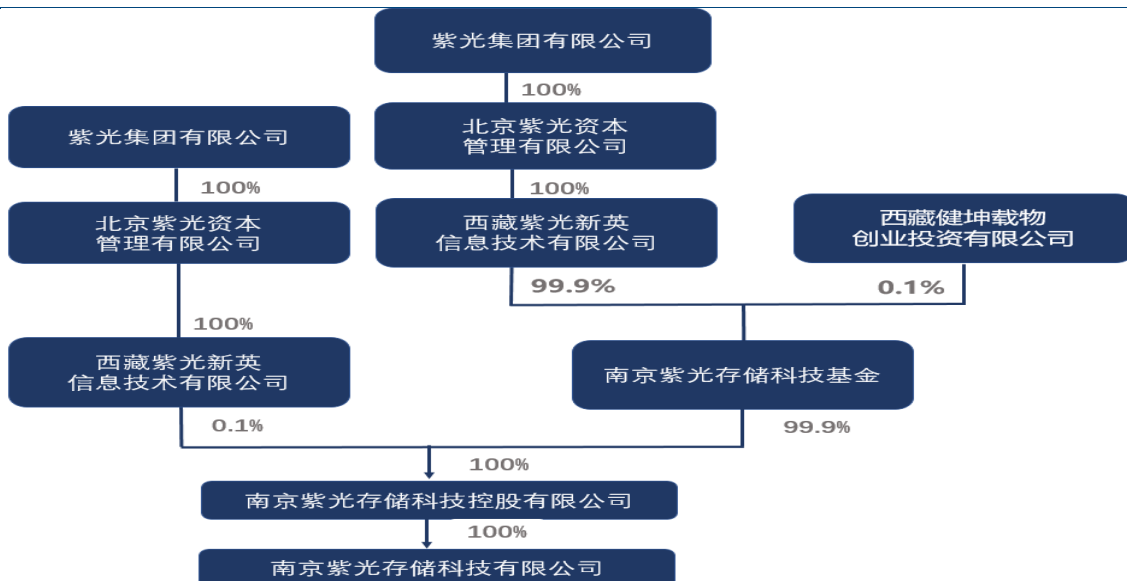 紫光集团有限公司
100%
紫光集团有限公司
北京紫光资本
管理有限公司
100%
100%
北京紫光资本
管理有限公司
西藏紫光新英
信息技术有限公司
西藏健坤载物
创业投资有限公司
99.9%
0.1%
100%
西藏紫光新英
信息技术有限公司
南京紫光存储科技基金
0.1%
99.9%
100%
南京紫光存储科技控股有限公司
100%
南京紫光存储科技有限公司